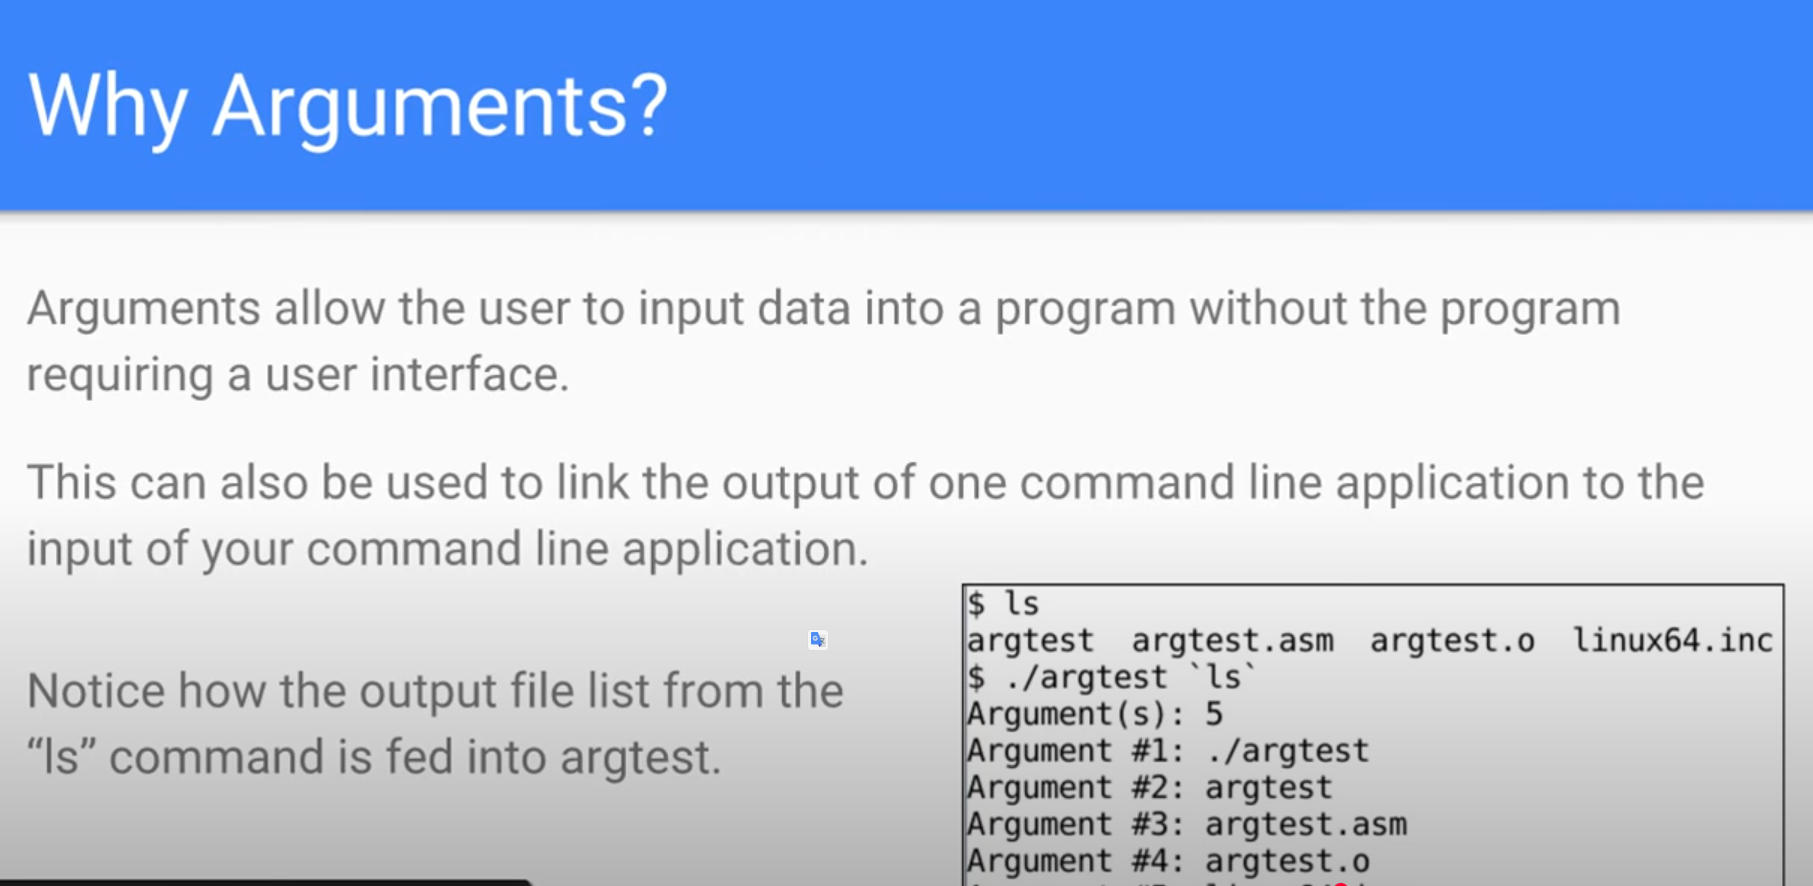 Why Arguments?
Arguments allow the user to input data into a program without the program
requiring a user interface.
This can also be used to link the output of one command line application to the
input of your command line application.
Notice how the output file list from the
“ls” command is fed into argtest.
$ ls
argtest argtest.asm argtest.o linux64.inc
$ ./argtest `ls`
Argument(s): 5
Argument #1: ./argtest
Argument #2: argtest
Argument #3: argtest.asm
Argument #4: argtest.o